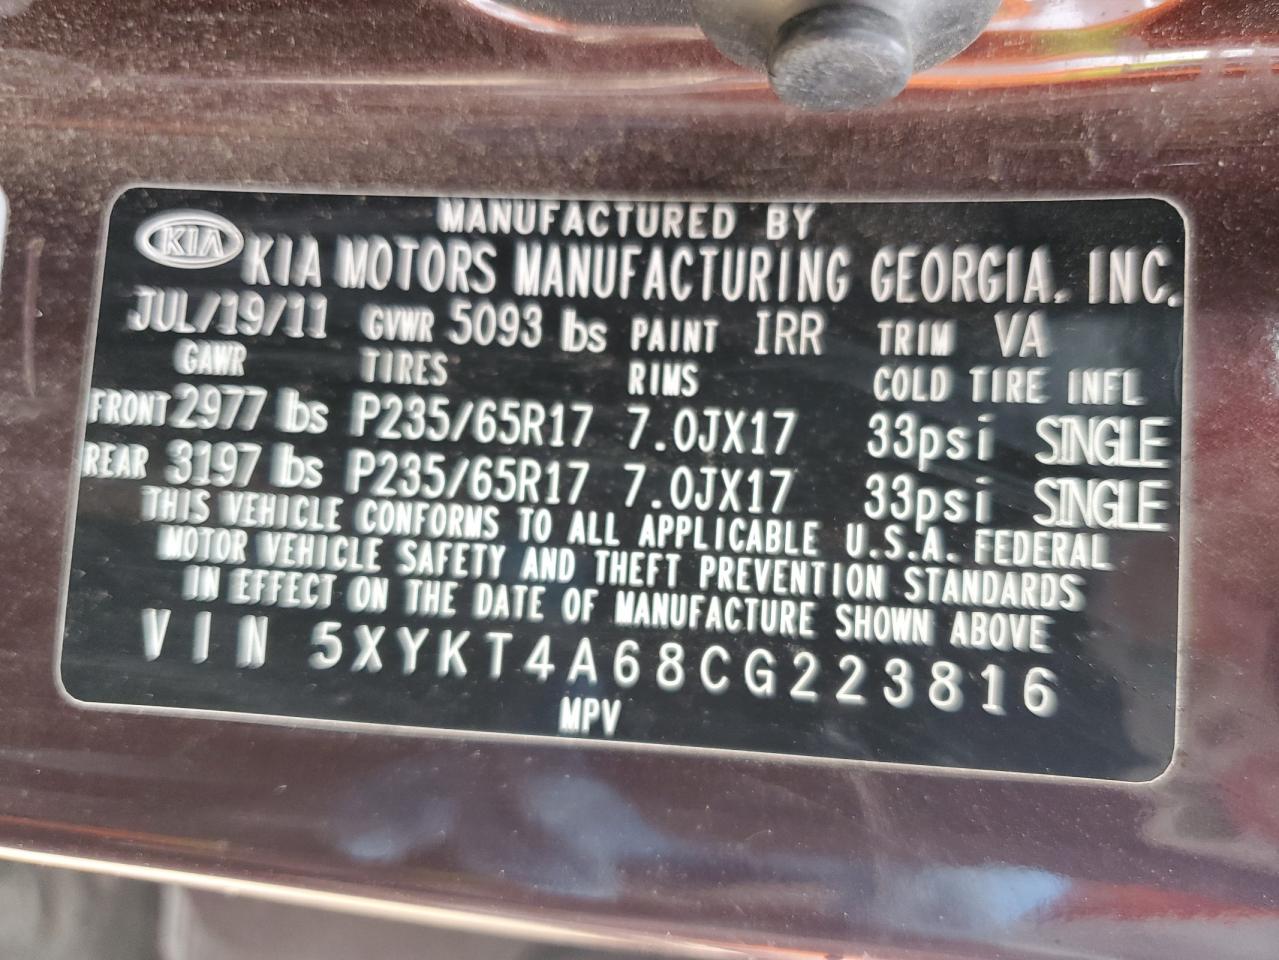 MANUFACTURED BY
KIA KIA MOTORS MANUFACTURING GEORGIA, INC.
JUL/19/11 GVWR 5093 lbs PAINT IRR TRIM VA
GAWR TIRES RIMS COLD TIRE INFL
FRONT 2977 lbs P235/65R17 7.0JX17 33psi SINGLE
REAR 3197 lbs P235/65R17 7.0JX17 33psi SINGLE
THIS VEHICLE CONFORMS TO ALL APPLICABLE U.S.A. FEDERAL
MOTOR VEHICLE SAFETY AND THEFT PREVENTION STANDARDS
IN EFFECT ON THE DATE OF MANUFACTURE SHOWN ABOVE
VIN 5XYKT4A68CG223816
MPV